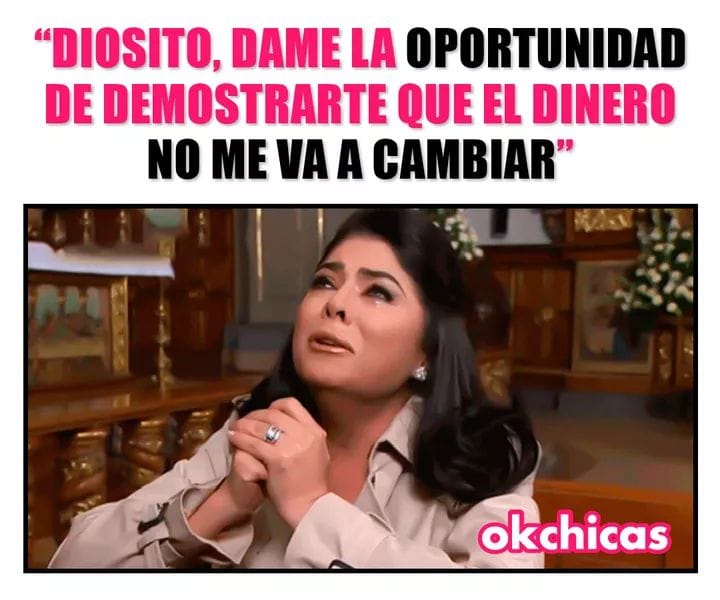 “DIOSITO, DAME LA OPORTUNIDAD
DE DEMOSTRARTE QUE EL DINERO
NO ME VA A CAMBIAR”
okchicas